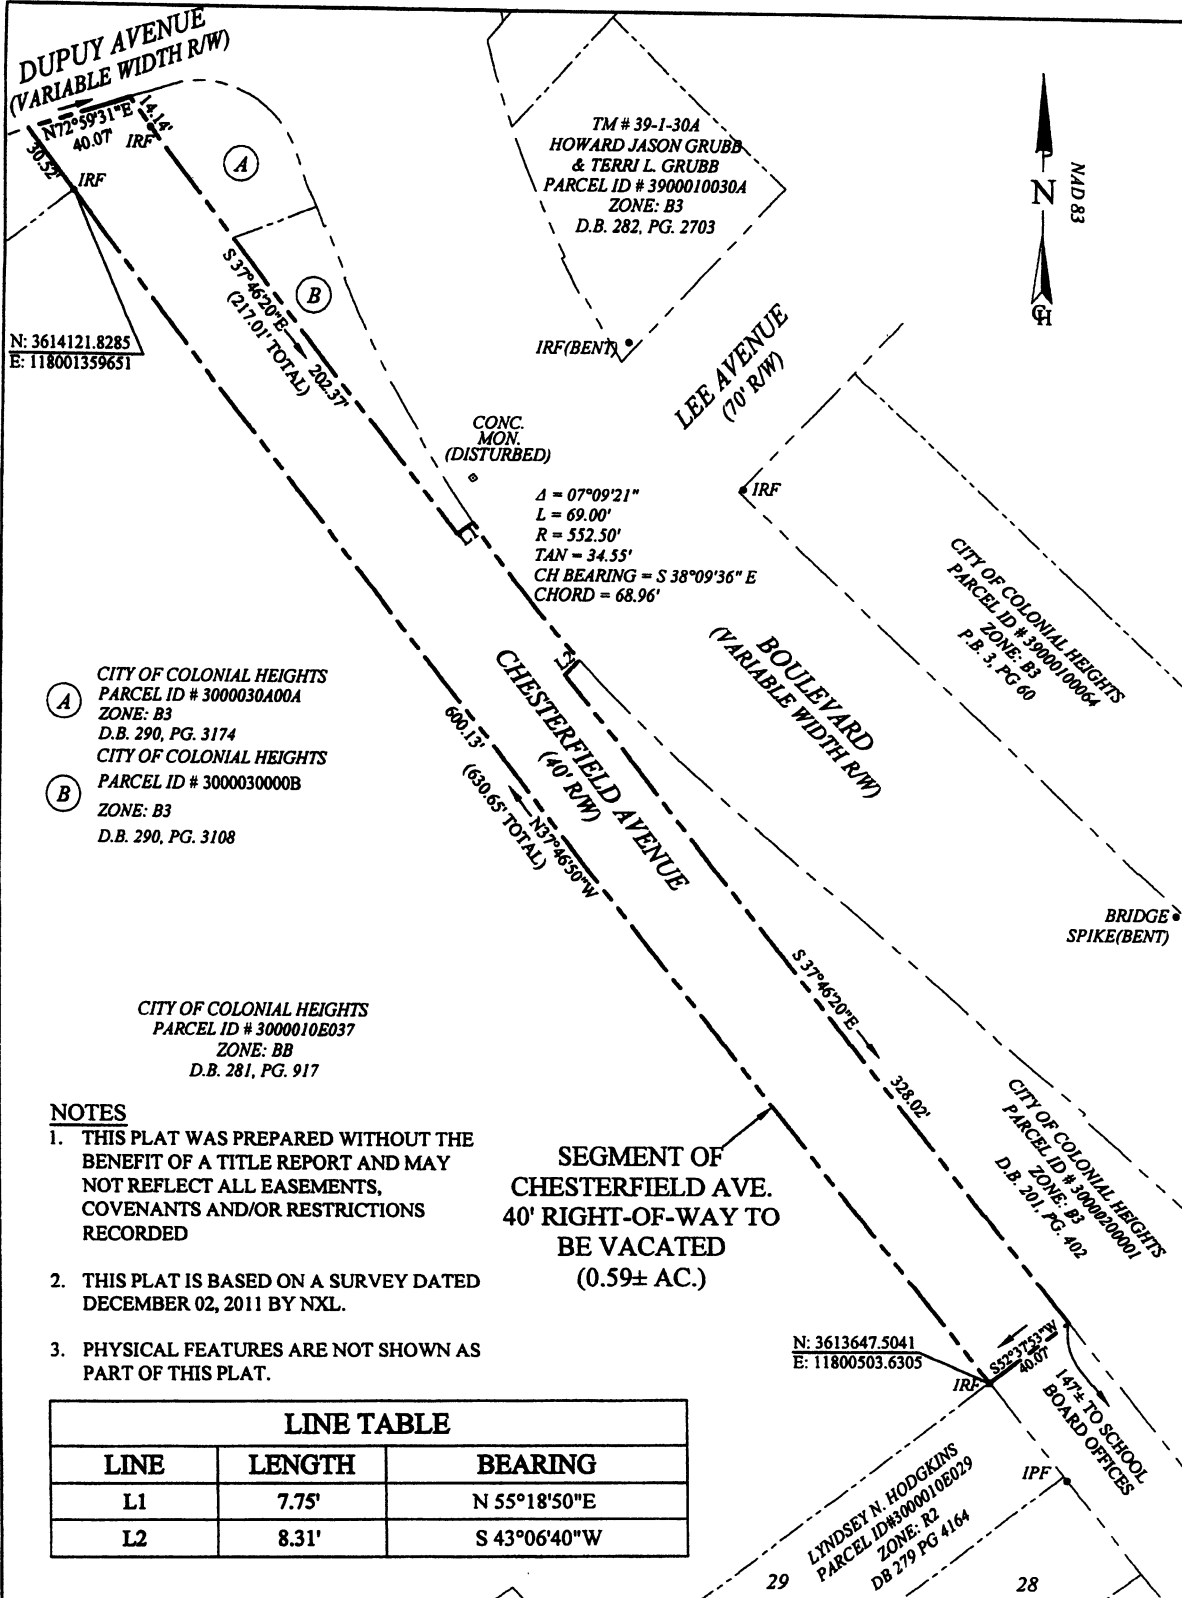 DUPUY AVENUE
(VARIABLE WIDTH R/W)
N72°59'31"E
40.07'
14.14'
IRF
30.52'
IRF
A
B
TM # 39-1-30A
HOWARD JASON GRUBB
& TERRI L. GRUBB
PARCEL ID # 3900010030A
ZONE: B3
D.B. 282, PG. 2703
N
NAD 83
N: 3614121.8285
E: 118001359651
S 37°46'20"E
(217.01' TOTAL)
202.37'
IRF(BENT)
LEE AVENUE
(70' R/W)
CONC.
MON.
(DISTURBED)
IRF
Δ = 07°09'21"
L = 69.00'
R = 552.50'
TAN = 34.55'
CH BEARING = S 38°09'36" E
CHORD = 68.96'
CITY OF COLONIAL HEIGHTS
PARCEL ID # 39000100064
ZONE: B3
P.B. 3, PG 60
BOULEVARD
(VARIABLE WIDTH R/W)
CHESTERFIELD AVENUE
(40' R/W)
A
CITY OF COLONIAL HEIGHTS
PARCEL ID # 3000030A00A
ZONE: B3
D.B. 290, PG. 3174
B
CITY OF COLONIAL HEIGHTS
PARCEL ID # 3000030000B
ZONE: B3
D.B. 290, PG. 3108
600.13'
(630.65' TOTAL)
N37°46'50"W
BRIDGE
SPIKE(BENT)
S 37°46'20"E
328.02'
CITY OF COLONIAL HEIGHTS
PARCEL ID # 3000010E037
ZONE: BB
D.B. 281, PG. 917
CITY OF COLONIAL HEIGHTS
PARCEL ID # 30000200001
ZONE: B3
D.B. 201, PG. 402
NOTES
1. THIS PLAT WAS PREPARED WITHOUT THE
BENEFIT OF A TITLE REPORT AND MAY
NOT REFLECT ALL EASEMENTS,
COVENANTS AND/OR RESTRICTIONS
RECORDED
2. THIS PLAT IS BASED ON A SURVEY DATED
DECEMBER 02, 2011 BY NXL.
3. PHYSICAL FEATURES ARE NOT SHOWN AS
PART OF THIS PLAT.
SEGMENT OF
CHESTERFIELD AVE.
40' RIGHT-OF-WAY TO
BE VACATED
(0.59± AC.)
N: 3613647.5041
E: 11800503.6305
S52°37'53"W
40.07'
IRF
147'± TO SCHOOL
BOARD OFFICES
IPF
LYNDSEY N. HODGKINS
PARCEL ID#3000010E029
ZONE: R2
DB 279 PG 4164
29
28
LINE TABLE
LINE LENGTH BEARING
L1 7.75' N 55°18'50"E
L2 8.31' S 43°06'40"W